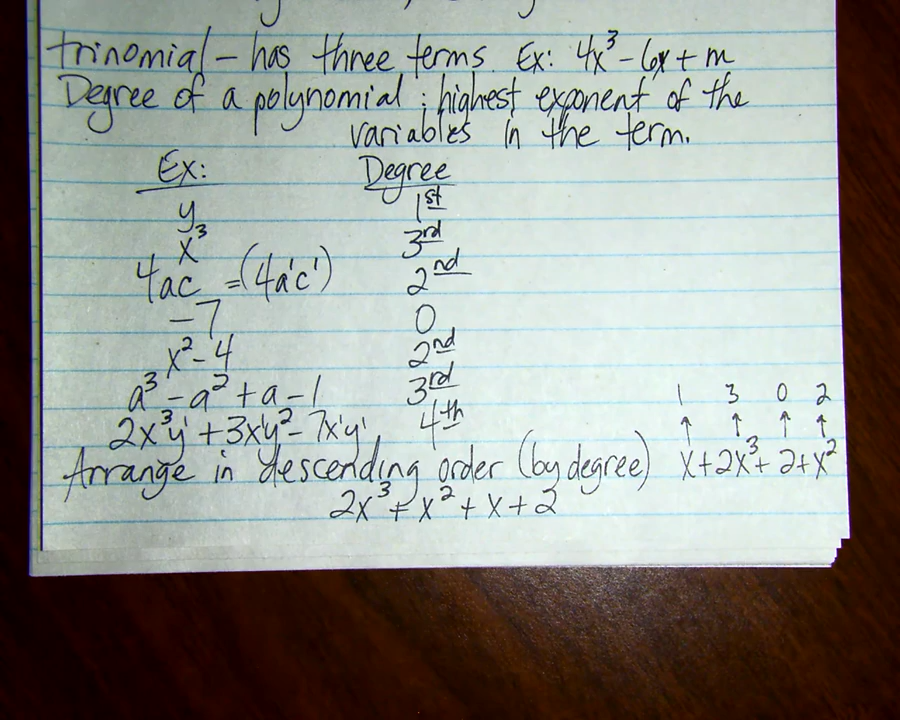 trinomial – has three terms. Ex: 4x³ – 6x + m
Degree of a polynomial : highest exponent of the
variables in the term.
Ex: Degree
y 1st
x³ 3rd
4ac = (4a¹c¹) 2nd
–7 0
x² – 4 2nd
a³ – a² + a – 1 3rd
2x³y¹ + 3x¹y² – 7x¹y¹ 4th
1 3 0 2
↑ ↑ ↑ ↑
Arrange in descending order (by degree) x + 2x³ + 2 + x²
2x³ + x² + x + 2